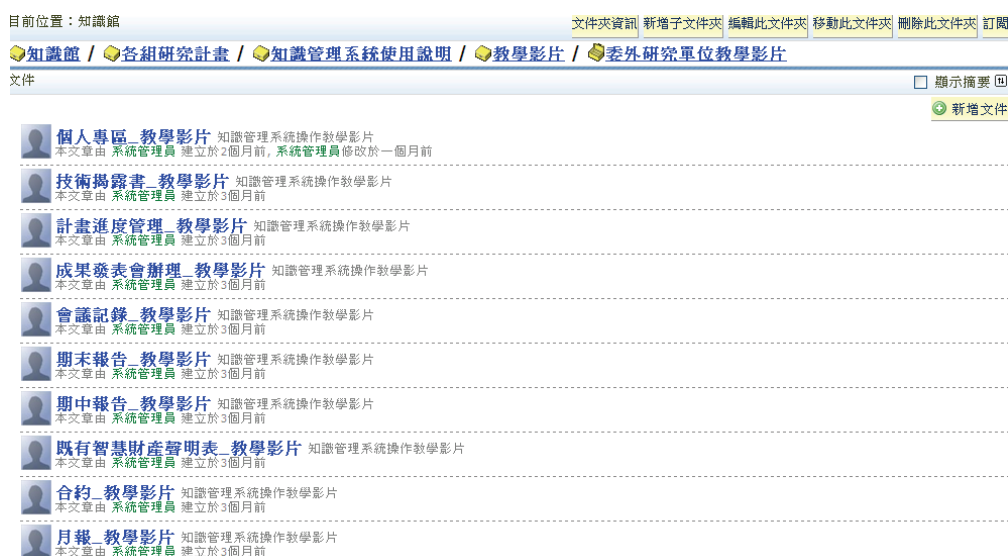 目前位置：知識館
文件夾資訊 新增子文件夾 編輯此文件夾 移動此文件夾 刪除此文件夾 訂閱
知識館 / 各組研究計畫 / 知識管理系統使用說明 / 教學影片 / 委外研究單位教學影片
文件 顯示摘要
新增文件
個人專區_教學影片 知識管理系統操作教學影片
本文章由 系統管理員 建立於2個月前, 系統管理員修改於一個月前
技術揭露書_教學影片 知識管理系統操作教學影片
本文章由 系統管理員 建立於3個月前
計畫進度管理_教學影片 知識管理系統操作教學影片
本文章由 系統管理員 建立於3個月前
成果發表會辦理_教學影片 知識管理系統操作教學影片
本文章由 系統管理員 建立於3個月前
會議記錄_教學影片 知識管理系統操作教學影片
本文章由 系統管理員 建立於3個月前
期末報告_教學影片 知識管理系統操作教學影片
本文章由 系統管理員 建立於3個月前
期中報告_教學影片 知識管理系統操作教學影片
本文章由 系統管理員 建立於3個月前
既有智慧財產聲明表_教學影片 知識管理系統操作教學影片
本文章由 系統管理員 建立於3個月前
合約_教學影片 知識管理系統操作教學影片
本文章由 系統管理員 建立於3個月前
月報_教學影片 知識管理系統操作教學影片
本文章由 系統管理員 建立於3個月前